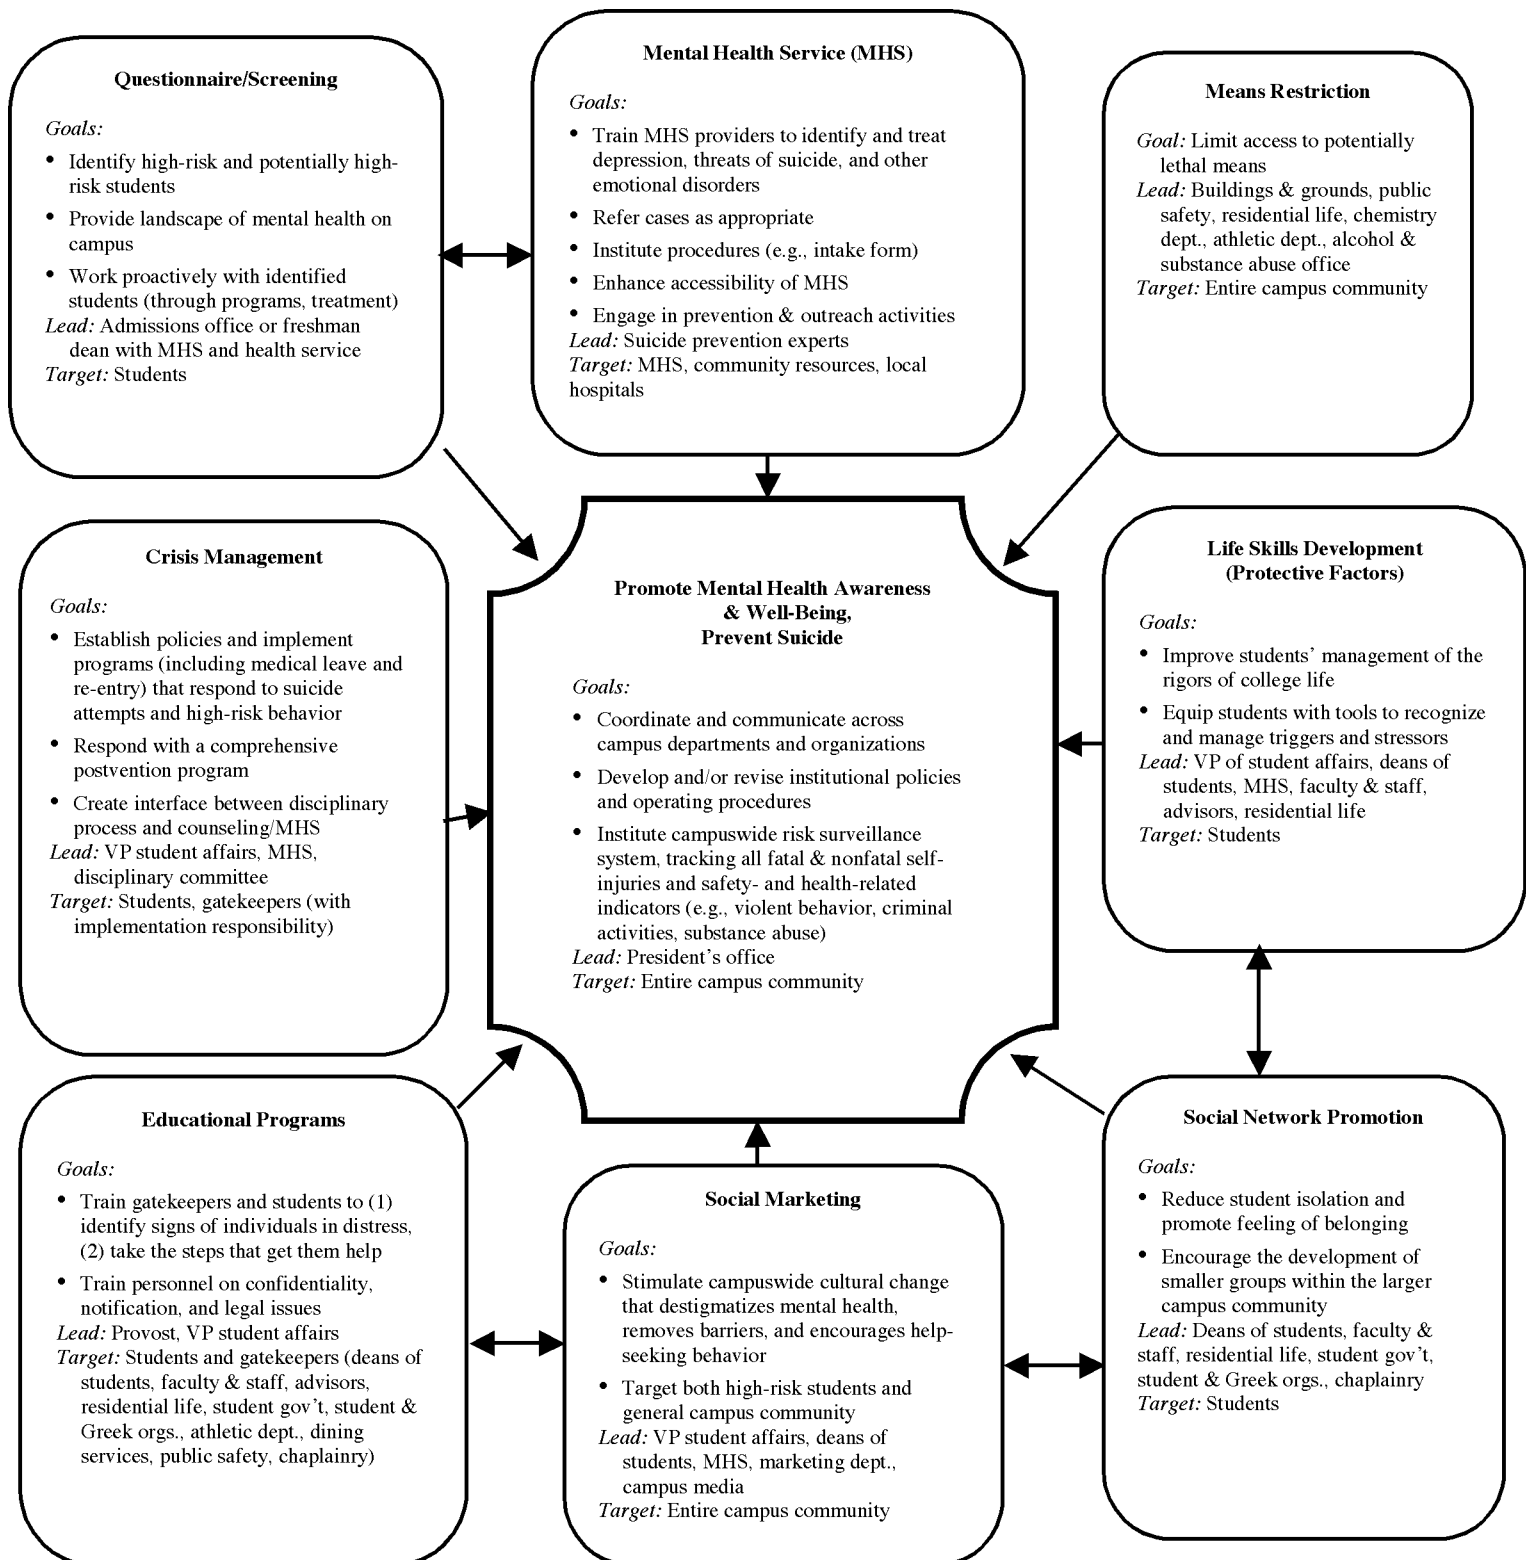 Questionnaire/Screening
Goals:
• Identify high-risk and potentially high-
risk students
• Provide landscape of mental health on
campus
• Work proactively with identified
students (through programs, treatment)
Lead: Admissions office or freshman
dean with MHS and health service
Target: Students
Mental Health Service (MHS)
Goals:
• Train MHS providers to identify and treat
depression, threats of suicide, and other
emotional disorders
• Refer cases as appropriate
• Institute procedures (e.g., intake form)
• Enhance accessibility of MHS
• Engage in prevention & outreach activities
Lead: Suicide prevention experts
Target: MHS, community resources, local
hospitals
Means Restriction
Goal: Limit access to potentially
lethal means
Lead: Buildings & grounds, public
safety, residential life, chemistry
dept., athletic dept., alcohol &
substance abuse office
Target: Entire campus community
Crisis Management
Goals:
• Establish policies and implement
programs (including medical leave and
re-entry) that respond to suicide
attempts and high-risk behavior
• Respond with a comprehensive
postvention program
• Create interface between disciplinary
process and counseling/MHS
Lead: VP student affairs, MHS,
disciplinary committee
Target: Students, gatekeepers (with
implementation responsibility)
Promote Mental Health Awareness
& Well-Being,
Prevent Suicide
Goals:
• Coordinate and communicate across
campus departments and organizations
• Develop and/or revise institutional policies
and operating procedures
• Institute campuswide risk surveillance
system, tracking all fatal & nonfatal self-
injuries and safety- and health-related
indicators (e.g., violent behavior, criminal
activities, substance abuse)
Lead: President’s office
Target: Entire campus community
Life Skills Development
(Protective Factors)
Goals:
• Improve students’ management of the
rigors of college life
• Equip students with tools to recognize
and manage triggers and stressors
Lead: VP of student affairs, deans of
students, MHS, faculty & staff,
advisors, residential life
Target: Students
Educational Programs
Goals:
• Train gatekeepers and students to (1)
identify signs of individuals in distress,
(2) take the steps that get them help
• Train personnel on confidentiality,
notification, and legal issues
Lead: Provost, VP student affairs
Target: Students and gatekeepers (deans of
students, faculty & staff, advisors,
residential life, student gov’t, student &
Greek orgs., athletic dept., dining
services, public safety, chaplainry)
Social Marketing
Goals:
• Stimulate campuswide cultural change
that destigmatizes mental health,
removes barriers, and encourages help-
seeking behavior
• Target both high-risk students and
general campus community
Lead: VP student affairs, deans of
students, MHS, marketing dept.,
campus media
Target: Entire campus community
Social Network Promotion
Goals:
• Reduce student isolation and
promote feeling of belonging
• Encourage the development of
smaller groups within the larger
campus community
Lead: Deans of students, faculty &
staff, residential life, student gov’t,
student & Greek orgs., chaplainry
Target: Students